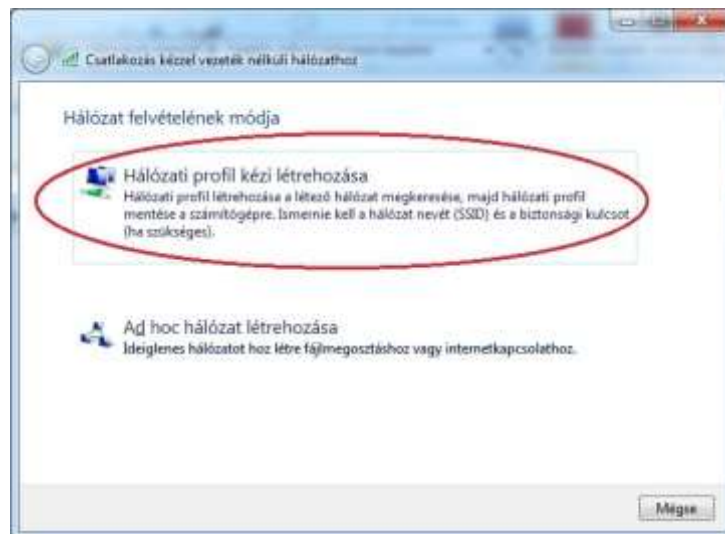 Csatlakozás kézzel vezeték nélküli hálózathoz
Hálózat felvételének módja
Hálózati profil kézi létrehozása
Hálózati profil létrehozása a létező hálózat megkeresése, majd hálózati profil
mentése a számítógépre. Ismernie kell a hálózat nevét (SSID) és a biztonsági kulcsot
(ha szükséges).
Ad hoc hálózat létrehozása
Ideiglenes hálózatot hoz létre fájlmegosztáshoz vagy internetkapcsolathoz.
Mégse